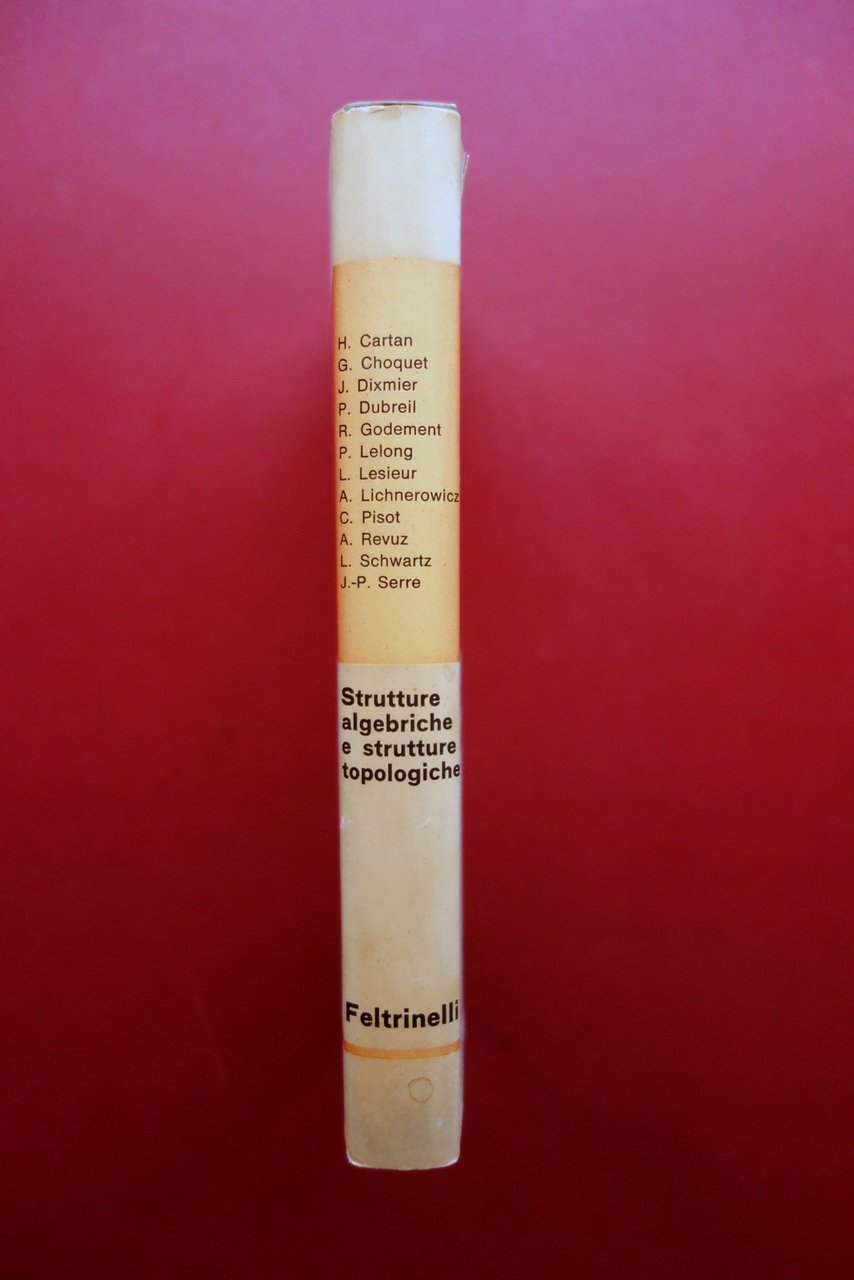 H. Cartan
G. Choquet
J. Dixmier
P. Dubreil
R. Godement
P. Lelong
L. Lesieur
A. Lichnerowicz
C. Pisot
A. Revuz
L. Schwartz
J.-P. Serre
Strutture
algebriche
e strutture
topologiche
Feltrinelli